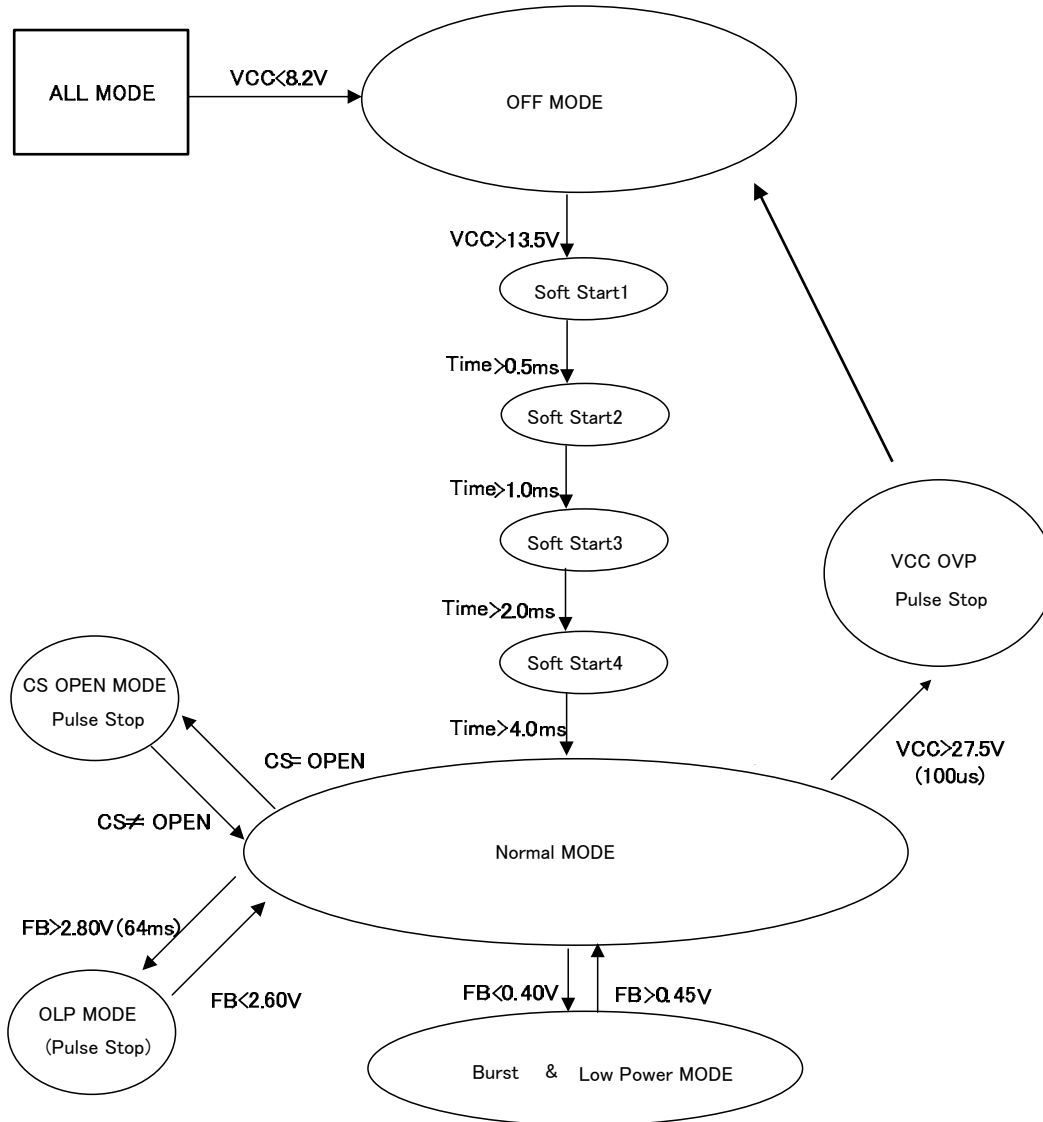 ALL MODE
VCC<8.2V
OFF MODE
VCC>13.5V
Soft Start1
Time>0.5ms
Soft Start2
Time>1.0ms
Soft Start3
Time>2.0ms
Soft Start4
Time>4.0ms
VCC OVP
Pulse Stop
CS OPEN MODE
Pulse Stop
CS= OPEN
CS≠ OPEN
VCC>27.5V
(100us)
Normal MODE
FB>2.80V(64ms)
FB<2.60V
OLP MODE
(Pulse Stop)
FB<0.40V
FB>0.45V
Burst & Low Power MODE